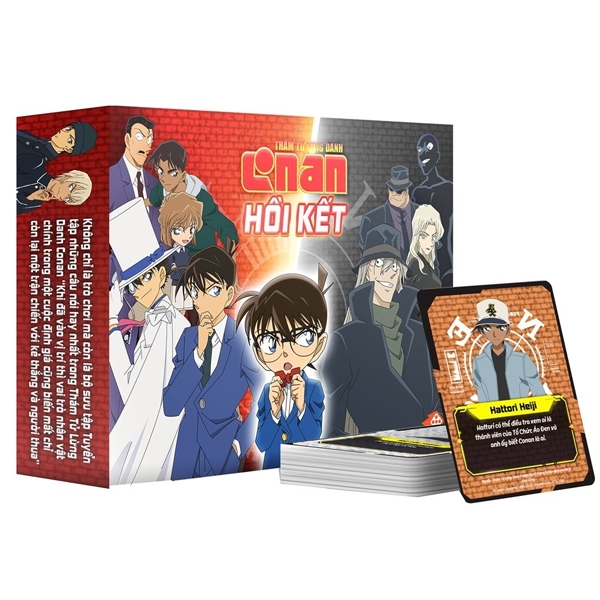 THÁM TỬ LỪNG DANH
Conan
HỒI KẾT
Không chỉ là trò chơi mà còn là bộ sưu tập Tuyển
tập những câu nói hay nhất trong Thám Tử Lừng
Danh Conan "Khi đã vào vị trí thì vai trò nhân vật
chính trong một cuộc định giá cũng biến mất chỉ
còn lại một trận chiến với kẻ thắng và người thua"
Hattori Heiji
Hattori có thể điều tra xem ai là
thành viên của Tổ Chức Áo Đen và
anh ấy biết Conan là ai.